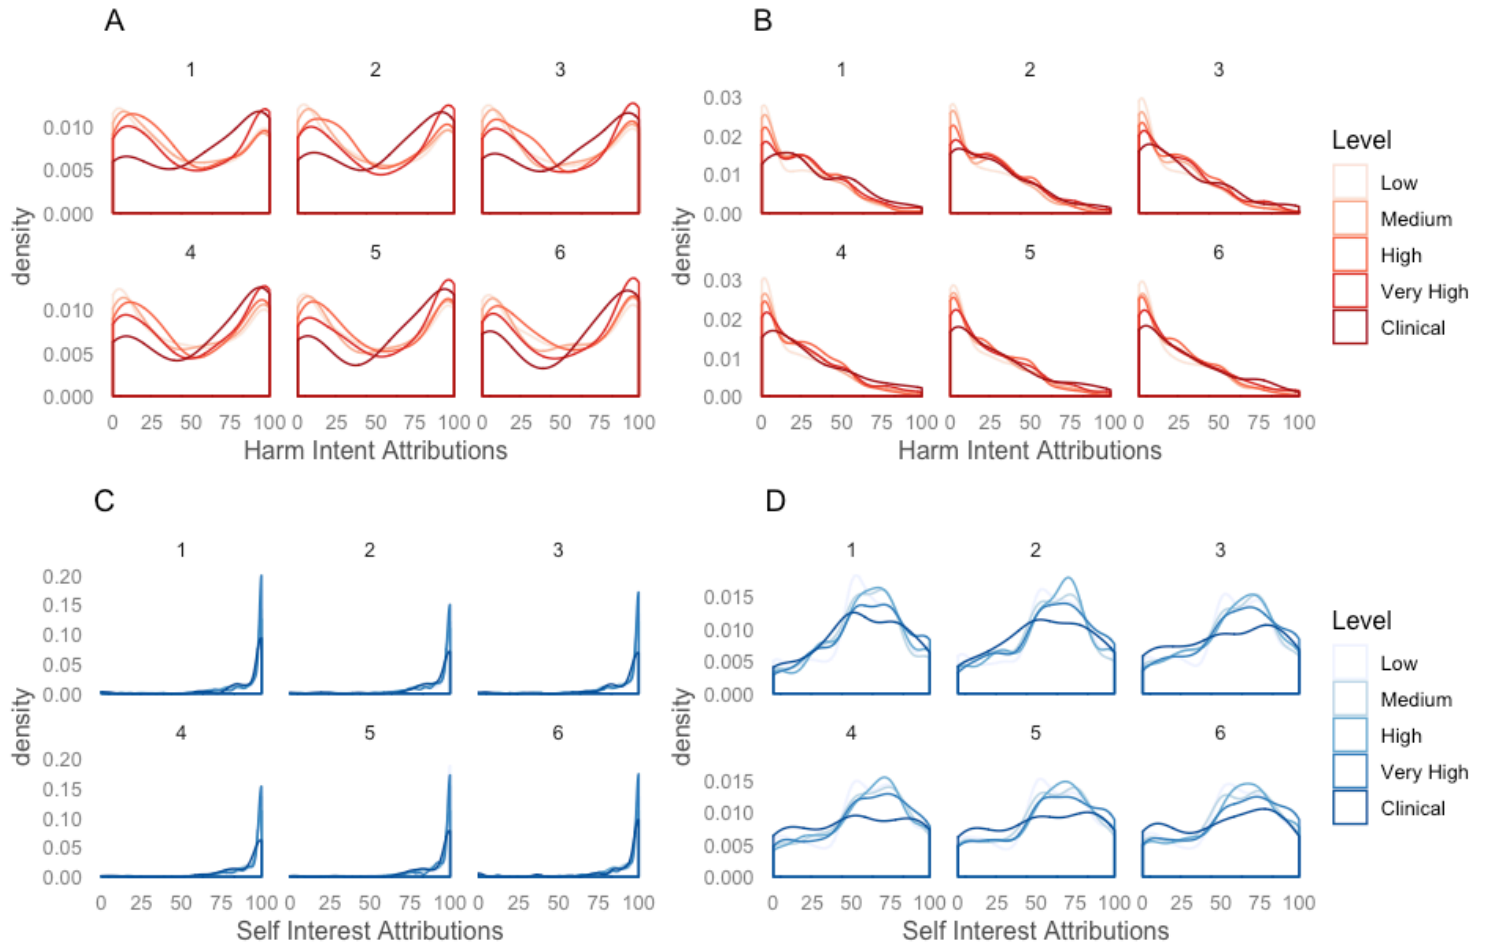 A
B
1 2 3
1 2 3
0.010
0.005
0.000
0.03
0.02
0.01
0.00
density
density
4 5 6
4 5 6
0.010
0.005
0.000
0.03
0.02
0.01
0.00
0 25 50 75 100 0 25 50 75 100 0 25 50 75 100
0 25 50 75 100 0 25 50 75 100 0 25 50 75 100
Harm Intent Attributions
Harm Intent Attributions
Level
Low
Medium
High
Very High
Clinical
C
D
1 2 3
1 2 3
0.20
0.15
0.10
0.05
0.00
0.015
0.010
0.005
0.000
density
density
4 5 6
4 5 6
0.20
0.15
0.10
0.05
0.00
0.015
0.010
0.005
0.000
0 25 50 75 100 0 25 50 75 100 0 25 50 75 100
0 25 50 75 100 0 25 50 75 100 0 25 50 75 100
Self Interest Attributions
Self Interest Attributions
Level
Low
Medium
High
Very High
Clinical